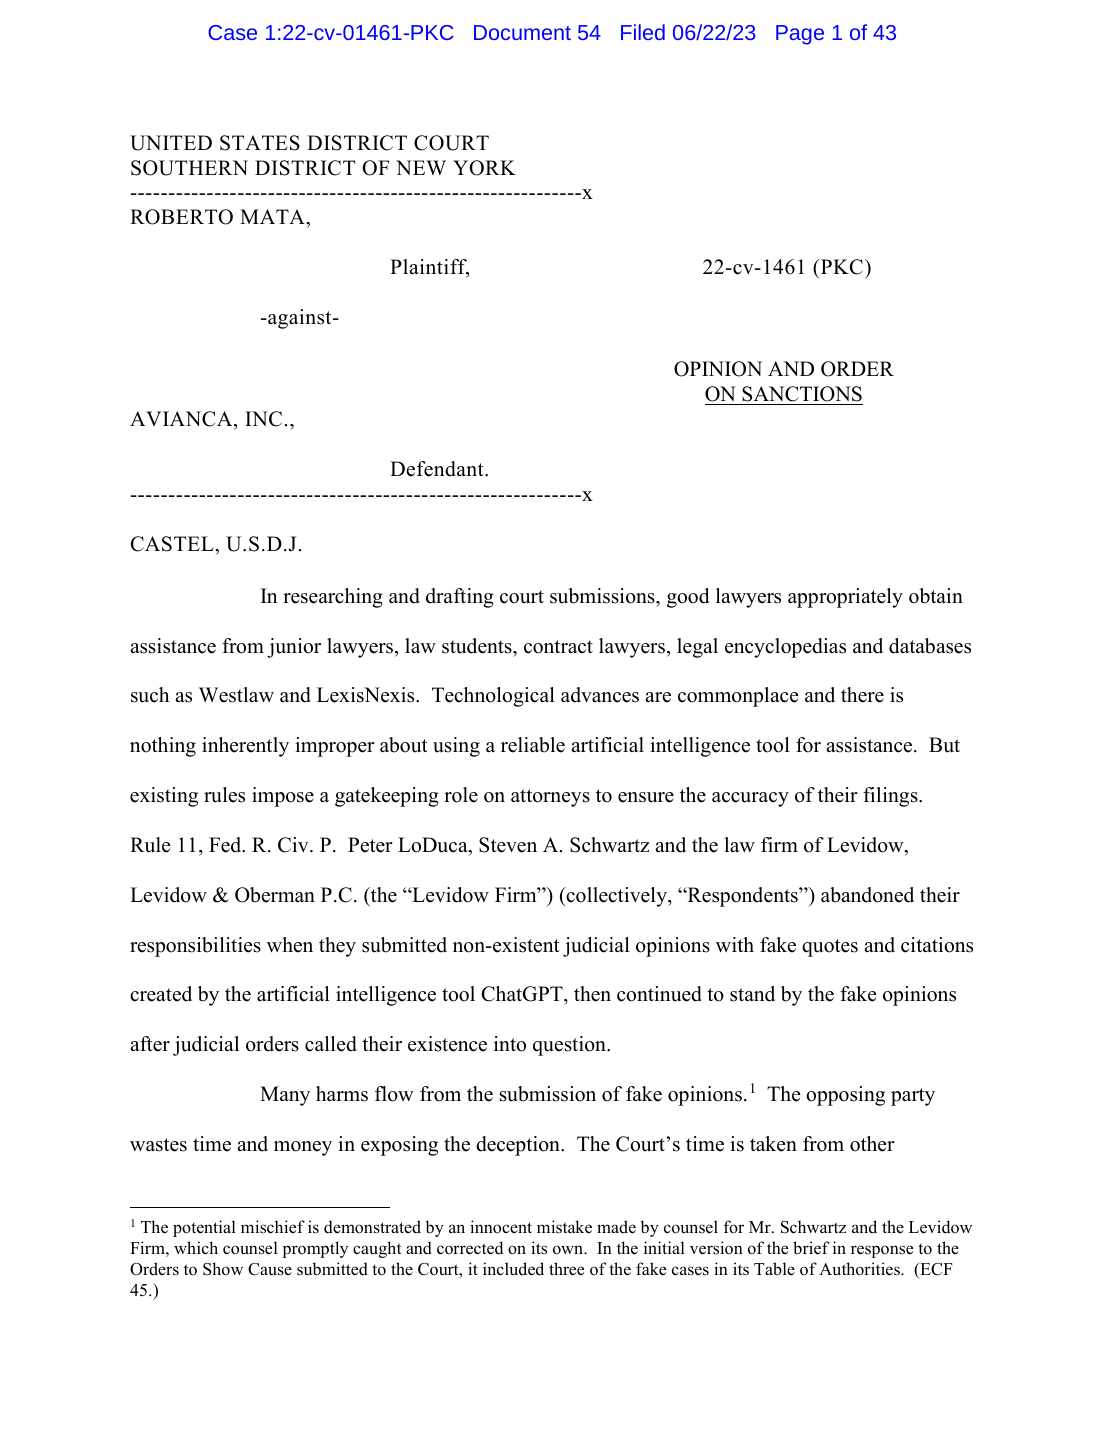 Case 1:22-cv-01461-PKC Document 54 Filed 06/22/23 Page 1 of 43
UNITED STATES DISTRICT COURT
SOUTHERN DISTRICT OF NEW YORK
-----------------------------------------------------------x
ROBERTO MATA,
Plaintiff, 22-cv-1461 (PKC)
-against-
OPINION AND ORDER
ON SANCTIONS
AVIANCA, INC.,
Defendant.
-----------------------------------------------------------x
CASTEL, U.S.D.J.
In researching and drafting court submissions, good lawyers appropriately obtain
assistance from junior lawyers, law students, contract lawyers, legal encyclopedias and databases
such as Westlaw and LexisNexis. Technological advances are commonplace and there is
nothing inherently improper about using a reliable artificial intelligence tool for assistance. But
existing rules impose a gatekeeping role on attorneys to ensure the accuracy of their filings.
Rule 11, Fed. R. Civ. P. Peter LoDuca, Steven A. Schwartz and the law firm of Levidow,
Levidow & Oberman P.C. (the “Levidow Firm”) (collectively, “Respondents”) abandoned their
responsibilities when they submitted non-existent judicial opinions with fake quotes and citations
created by the artificial intelligence tool ChatGPT, then continued to stand by the fake opinions
after judicial orders called their existence into question.
Many harms flow from the submission of fake opinions.1 The opposing party
wastes time and money in exposing the deception. The Court’s time is taken from other
1 The potential mischief is demonstrated by an innocent mistake made by counsel for Mr. Schwartz and the Levidow
Firm, which counsel promptly caught and corrected on its own. In the initial version of the brief in response to the
Orders to Show Cause submitted to the Court, it included three of the fake cases in its Table of Authorities. (ECF
45.)